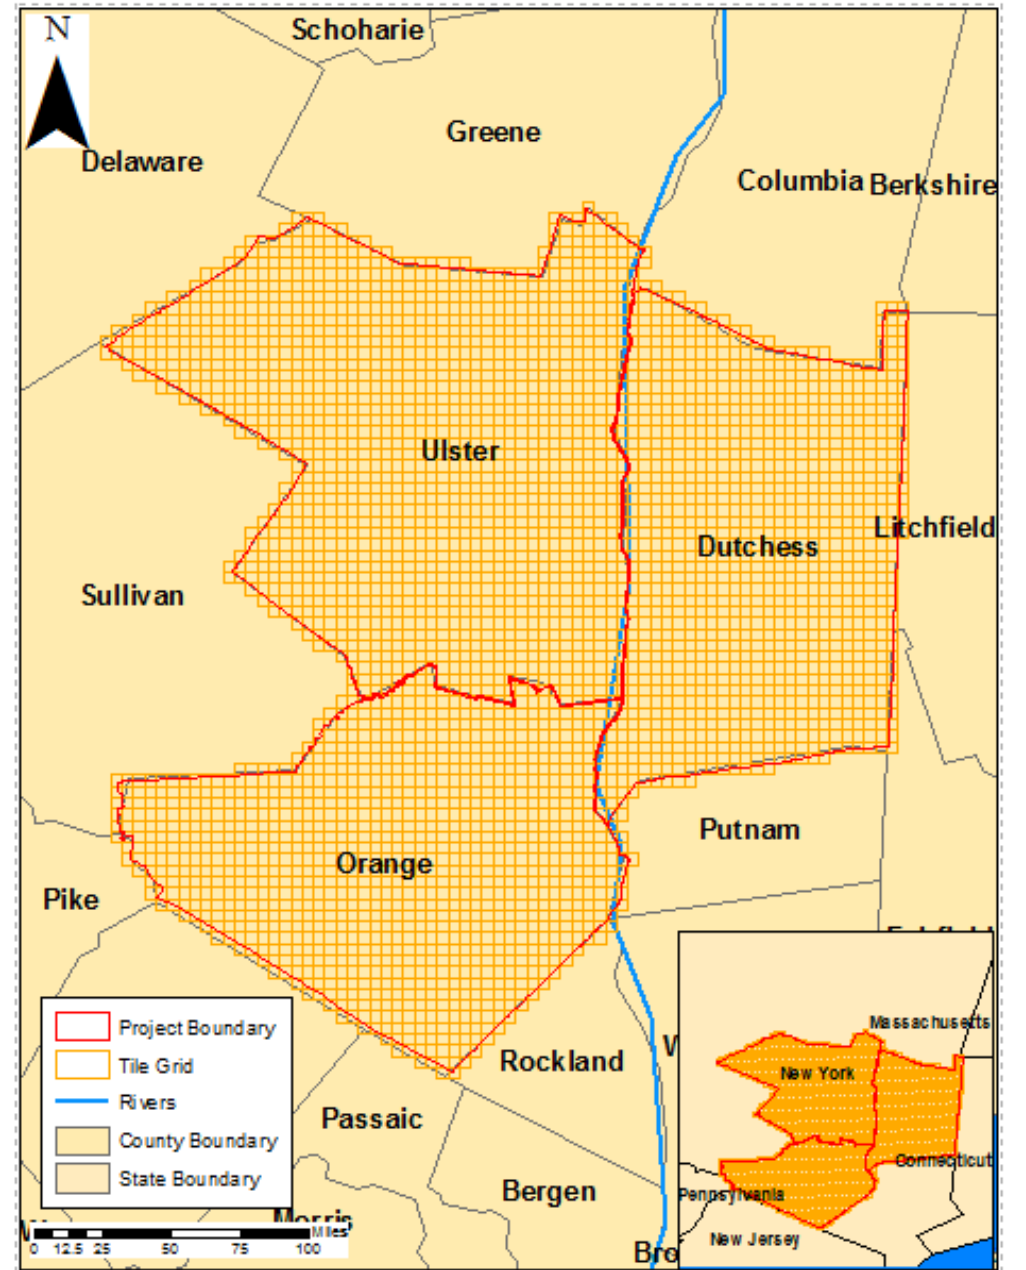 N
Schoharie
Greene
Delaware
Columbia
Berkshire
Ulster
Litchfield
Dutchess
Sullivan
Putnam
Orange
Pike
Massachusetts
New York
Connecticut
Pennsylvania
New Jersey
Project Boundary
Tile Grid
Rivers
County Boundary
State Boundary
Rockland
Passaic
Bergen
Morris
Bro
W
Miles
0 12.5 25 50 75 100